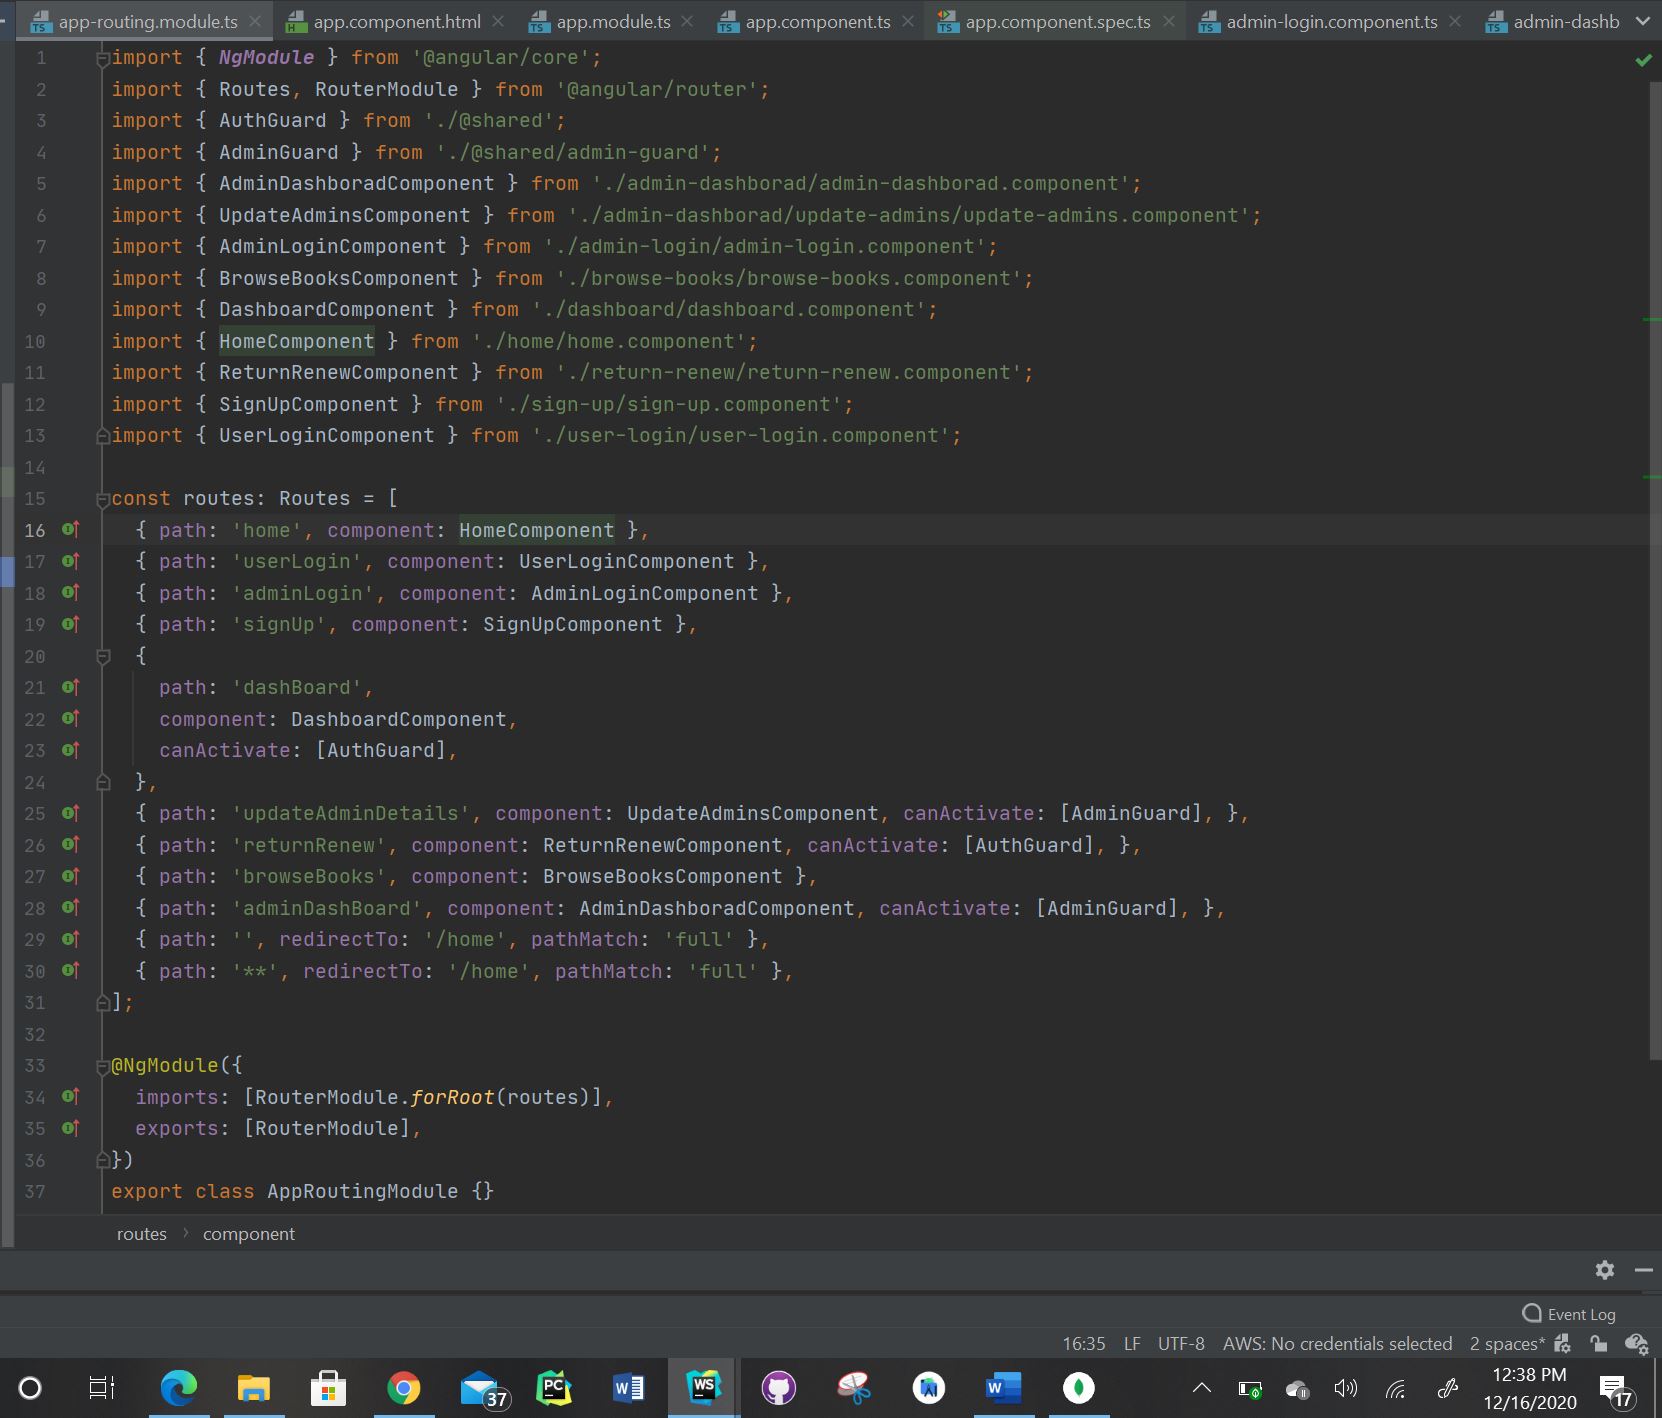 app-routing.module.ts app.component.html app.module.ts app.component.ts app.component.spec.ts admin-login.component.ts admin-dashb
1 import { NgModule } from '@angular/core';
2 import { Routes, RouterModule } from '@angular/router';
3 import { AuthGuard } from './@shared';
4 import { AdminGuard } from './@shared/admin-guard';
5 import { AdminDashboradComponent } from './admin-dashborad/admin-dashborad.component';
6 import { UpdateAdminsComponent } from './admin-dashborad/update-admins/update-admins.component';
7 import { AdminLoginComponent } from './admin-login/admin-login.component';
8 import { BrowseBooksComponent } from './browse-books/browse-books.component';
9 import { DashboardComponent } from './dashboard/dashboard.component';
10 import { HomeComponent } from './home/home.component';
11 import { ReturnRenewComponent } from './return-renew/return-renew.component';
12 import { SignUpComponent } from './sign-up/sign-up.component';
13 import { UserLoginComponent } from './user-login/user-login.component';
14
15 const routes: Routes = [
16 { path: 'home', component: HomeComponent },
17 { path: 'userLogin', component: UserLoginComponent },
18 { path: 'adminLogin', component: AdminLoginComponent },
19 { path: 'signUp', component: SignUpComponent },
20 {
21 path: 'dashBoard',
22 component: DashboardComponent,
23 canActivate: [AuthGuard],
24 },
25 { path: 'updateAdminDetails', component: UpdateAdminsComponent, canActivate: [AdminGuard], },
26 { path: 'returnRenew', component: ReturnRenewComponent, canActivate: [AuthGuard], },
27 { path: 'browseBooks', component: BrowseBooksComponent },
28 { path: 'adminDashBoard', component: AdminDashboradComponent, canActivate: [AdminGuard], },
29 { path: '', redirectTo: '/home', pathMatch: 'full' },
30 { path: '**', redirectTo: '/home', pathMatch: 'full' },
31 ];
32
33 @NgModule({
34 imports: [RouterModule.forRoot(routes)],
35 exports: [RouterModule],
36 })
37 export class AppRoutingModule {}
routes › component
Event Log
16:35 LF UTF-8 AWS: No credentials selected 2 spaces*
37 PC W WS AI W 12:38 PM
12/16/2020 17